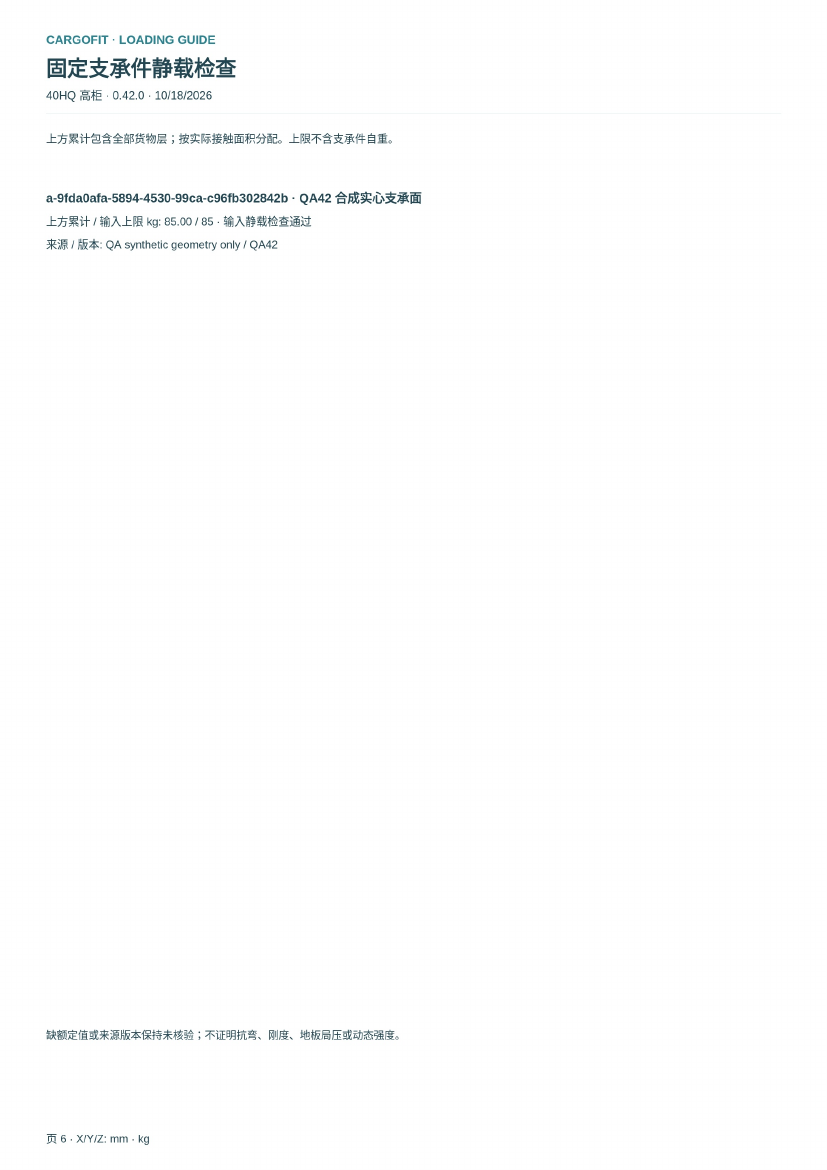 CARGOFIT · LOADING GUIDE
固定支承件静载检查
40HQ 高柜 · 0.42.0 · 10/18/2026
上方累计包含全部货物层；按实际接触面积分配。上限不含支承件自重。
a-9fda0afa-5894-4530-99ca-c96fb302842b · QA42 合成实心支承面
上方累计 / 输入上限 kg: 85.00 / 85 · 输入静载检查通过
来源 / 版本: QA synthetic geometry only / QA42
缺额定值或来源版本保持未核验；不证明抗弯、刚度、地板局压或动态强度。
页 6 · X/Y/Z: mm · kg